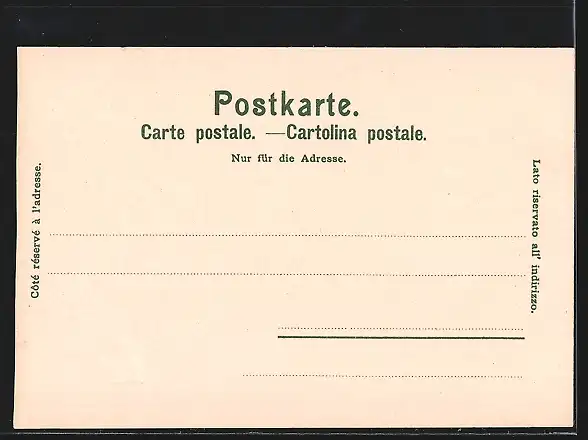 Postkarte.
Carte postale. — Cartolina postale.
Nur für die Adresse.
Côté réservé à l'adresse.
Lato riservato all' indirizzo.